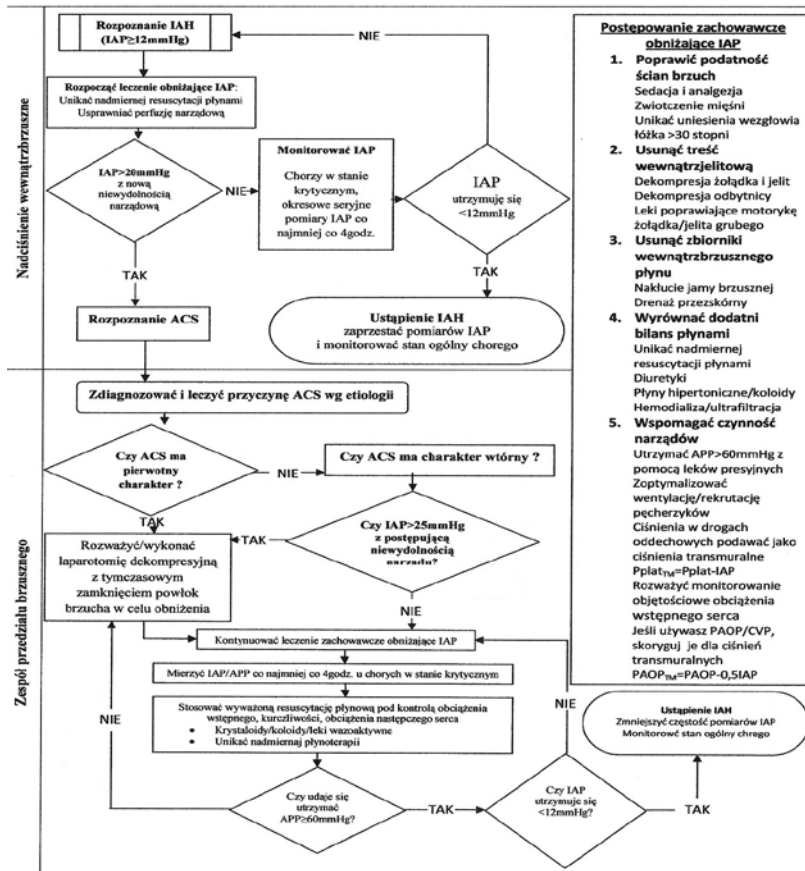 Nadciśnienie wewnątrzbrzuszne
Rozpoznanie IAH
(IAP≥12mmHg)
NIE
Rozpocząć leczenie obniżające IAP:
Unikać nadmiernej resuscytacji płynami
Usprawniać perfuzję narządową
IAP>20mmHg
z nową
niewydolnością
narządową
NIE
Monitorować IAP
Chorzy w stanie
krytycznym,
okresowe seryjne
pomiary IAP co
najmniej co 4godz.
IAP
utrzymuję się
<12mmHg
TAK
TAK
Rozpoznanie ACS
Ustąpienie IAH
zaprzestać pomiarów IAP
i monitorować stan ogólny chorego
Zespół przedziału brzusznego
Zdiagnozować i leczyć przyczynę ACS wg etiologii
Czy ACS ma
pierwotny
charakter ?
NIE
Czy ACS ma charakter wtórny ?
TAK
Rozważyć/wykonać
laparotomię dekompresyjną
z tymczasowym
zamknięciem powłok
brzucha w celu obniżenia
TAK
Czy IAP>25mmHg
z postępującą
niewydolnością
narządu?
NIE
Kontynuować leczenie zachowawcze obniżające IAP
Mierzyć IAP/APP co najmniej co 4godz. u chorych w stanie krytycznym
Stosować wyważoną resuscytację płynową pod kontrolą obciążenia
wstępnego, kurczliwości, obciążenia następczego serca
• Krystaloidy/koloidy/leki wazoaktywne
• Unikać nadmiernej płynoterapii
NIE
NIE
Czy udaje się
utrzymać
APP≥60mmHg?
TAK
Czy IAP
utrzymuje się
<12mmHg?
TAK
Ustąpienie IAH
Zmniejszyć częstość pomiarów IAP
Monitorowć stan ogólny chrego
Postępowanie zachowawcze
obniżające IAP
1. Poprawić podatność
ścian brzuch
Sedacja i analgezja
Zwiotczenie mięśni
Unikać uniesienia wezgłowia
łóżka >30 stopni
2. Usunąć treść
wewnątrzjelitową
Dekompresja żołądka i jelit
Dekompresja odbytnicy
Leki poprawiające motorykę
żołądka/jelita grubego
3. Usunąć zbiorniki
wewnątrzbrzusznego
płynu
Nakłucie jamy brzusznej
Drenaż przezskórny
4. Wyrównać dodatni
bilans płynami
Unikać nadmiernej
resuscytacji płynami
Diuretyki
Płyny hipertoniczne/koloidy
Hemodializa/ultrafiltracja
5. Wspomagać czynność
narządów
Utrzymać APP>60mmHg z
pomocą leków presyjnych
Zoptymalizować
wentylację/rekrutację
pęcherzyków
Ciśnienia w drogach
oddechowych podawać jako
ciśnienia transmuralne
PplatTM=Pplat-IAP
Rozważyć monitorowanie
objętościowe obciążenia
wstępnego serca
Jeśli używasz PAOP/CVP,
skoryguj je dla ciśnień
transmuralnych
PAOPTM=PAOP-0,5IAP